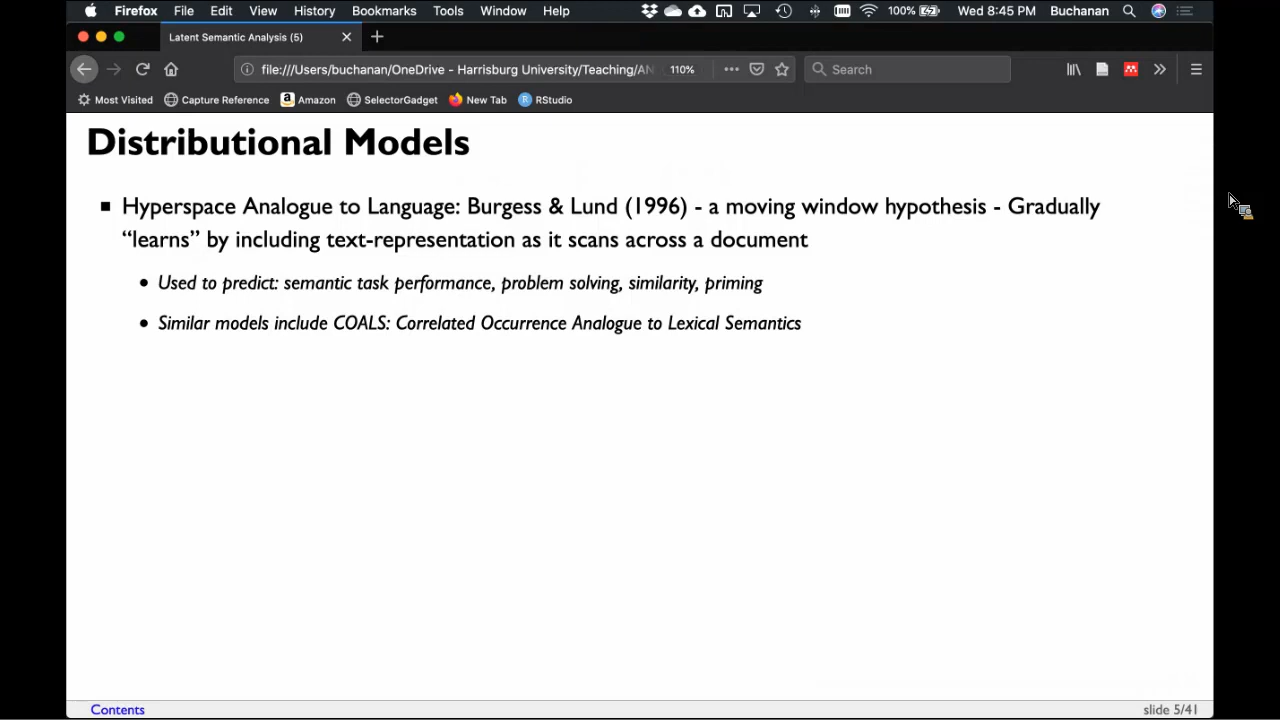 Firefox File Edit View History Bookmarks Tools Window Help 100% Wed 8:45 PM Buchanan
Latent Semantic Analysis (5)
file:///Users/buchanan/OneDrive - Harrisburg University/Teaching/AN 110% Search
Most Visited Capture Reference Amazon SelectorGadget New Tab RStudio
Distributional Models
Hyperspace Analogue to Language: Burgess & Lund (1996) - a moving window hypothesis - Gradually
“learns” by including text-representation as it scans across a document
Used to predict: semantic task performance, problem solving, similarity, priming
Similar models include COALS: Correlated Occurrence Analogue to Lexical Semantics
Contents slide 5/41